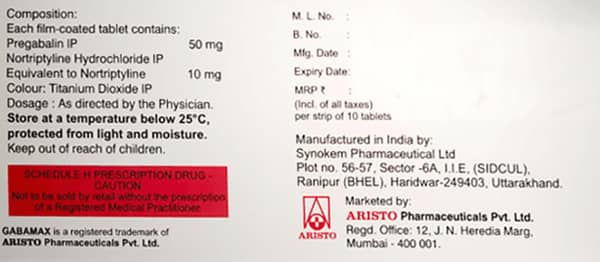 Composition:
Each film-coated tablet contains:
Pregabalin IP 50 mg
Nortriptyline Hydrochloride IP
Equivalent to Nortriptyline 10 mg
Colour: Titanium Dioxide IP
Dosage : As directed by the Physician.
Store at a temperature below 25°C,
protected from light and moisture.
Keep out of reach of children.
SCHEDULE H PRESCRIPTION DRUG -
CAUTION
Not to be sold by retail without the prescription
of a Registered Medical Practitioner.
GABAMAX is a registered trademark of
ARISTO Pharmaceuticals Pvt. Ltd.
M. L. No. :
B. No. :
Mfg. Date :
Expiry Date:
MRP ₹ :
(Incl. of all taxes)
per strip of 10 tablets
Manufactured in India by:
Synokem Pharmaceutical Ltd
Plot no. 56-57, Sector -6A, I.I.E, (SIDCUL),
Ranipur (BHEL), Haridwar-249403, Uttarakhand.
Marketed by:
ARISTO Pharmaceuticals Pvt. Ltd.
Regd. Office: 12, J. N. Heredia Marg,
Mumbai - 400 001.
ARISTO